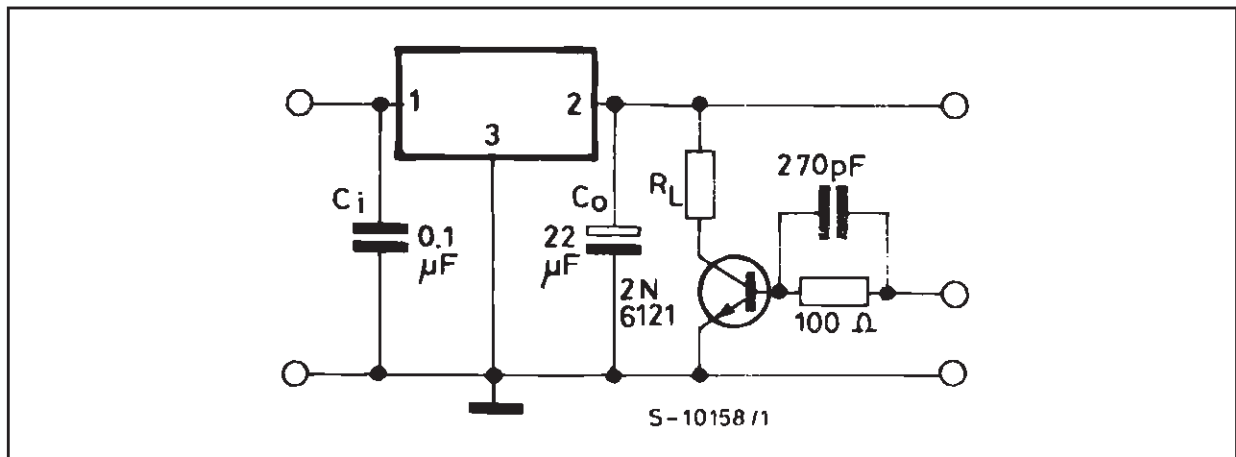 1
2
3
270pF
Ci
0.1
µF
Co
22
µF
RL
2N
6121
100 Ω
S-10158/1